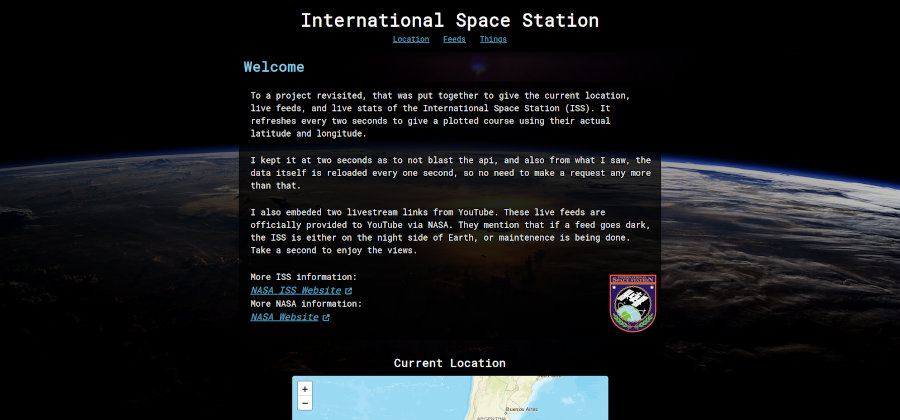 International Space Station
Location Feeds Things
Welcome
To a project revisited, that was put together to give the current location,
live feeds, and live stats of the International Space Station (ISS). It
refreshes every two seconds to give a plotted course using their actual
latitude and longitude.
I kept it at two seconds as to not blast the api, and also from what I saw, the
data itself is reloaded every one second, so no need to make a request any more
than that.
I also embeded two livestream links from YouTube. These live feeds are
officially provided to YouTube via NASA. They mention that if a feed goes dark,
the ISS is either on the night side of Earth, or maintenence is being done.
Take a second to enjoy the views.
More ISS information:
NASA ISS Website
More NASA information:
NASA Website
SPACE STATION
Current Location
+
−
Buenos Aires
ARGENTINA